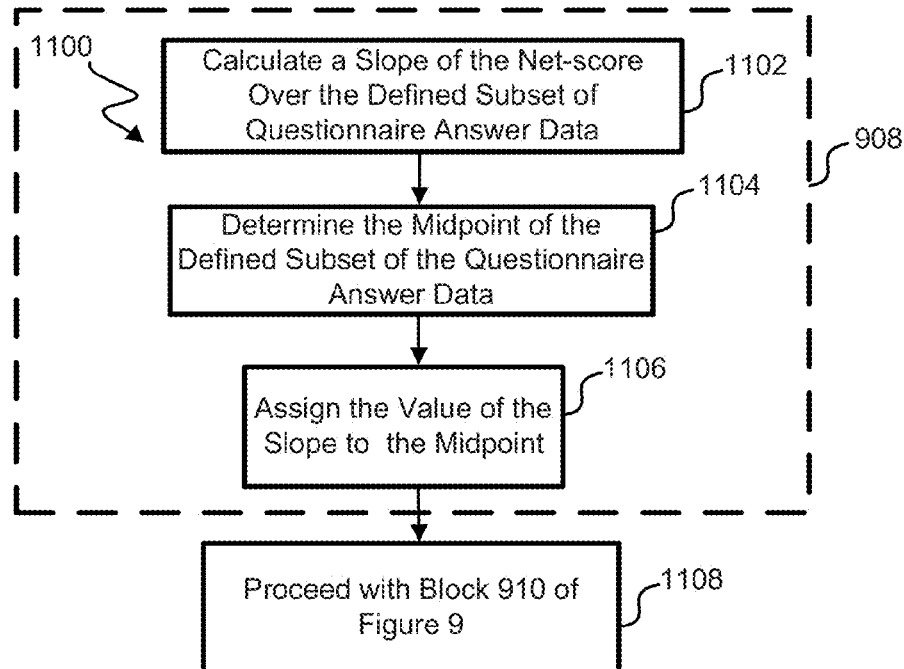 1100
Calculate a Slope of the Net-score
Over the Defined Subset of
Questionnaire Answer Data
1102
908
1104
Determine the Midpoint of the
Defined Subset of the Questionnaire
Answer Data
1106
Assign the Value of the
Slope to the Midpoint
Proceed with Block 910 of
Figure 9
1108